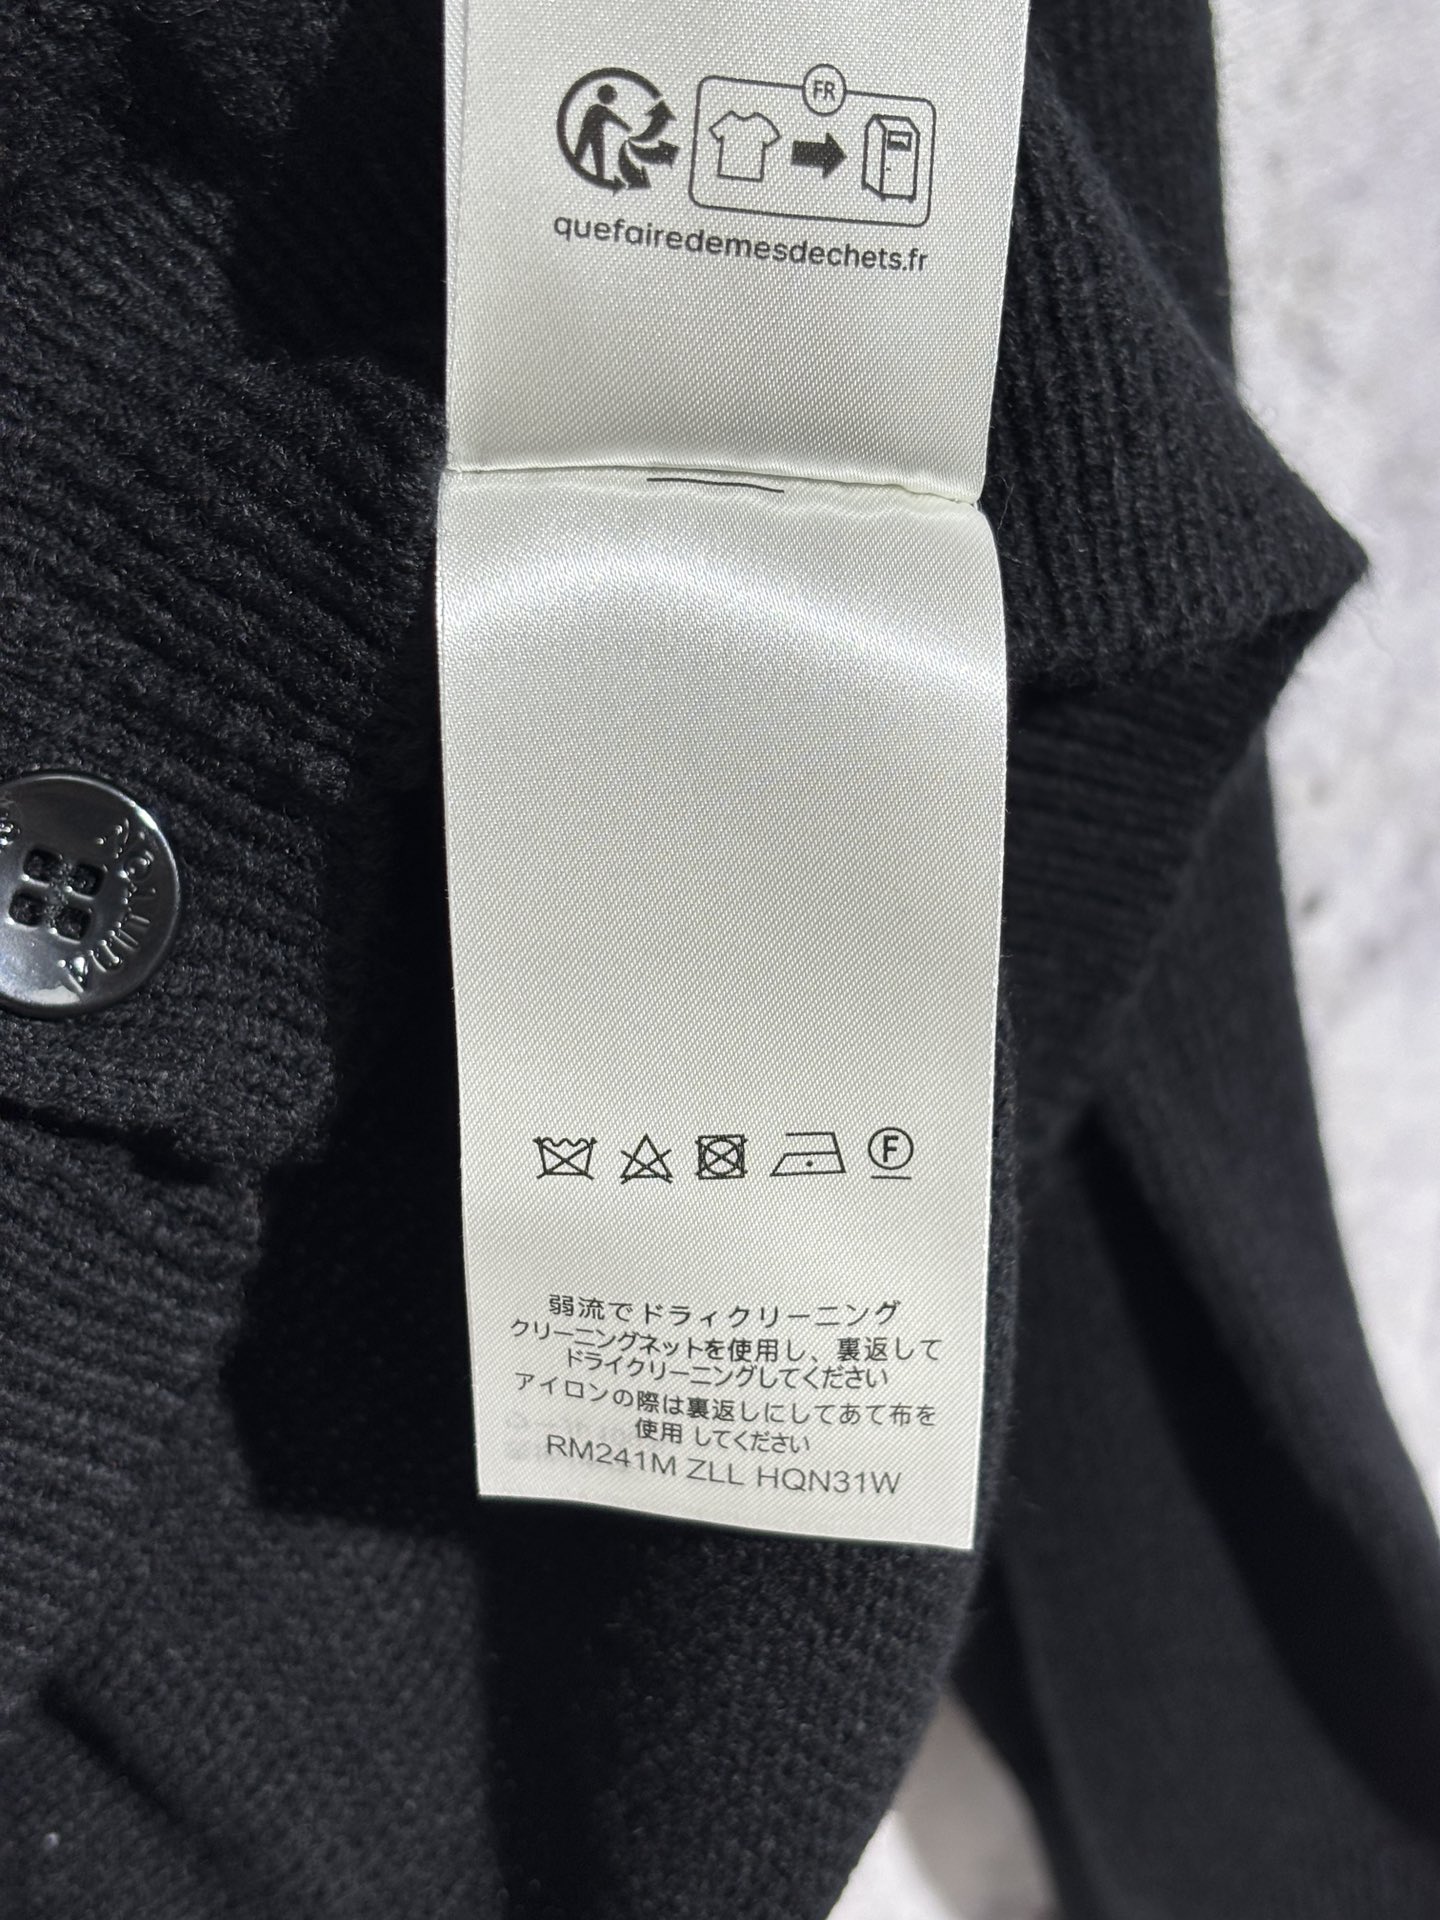 FR
quefairedemesdechets.fr
F
弱流でドライクリーニング
クリーニングネットを使用し、裏返して
ドライクリーニングしてください
アイロンの際は裏返しにしてあて布を
使用 してください
RM241M ZLL HQN31W